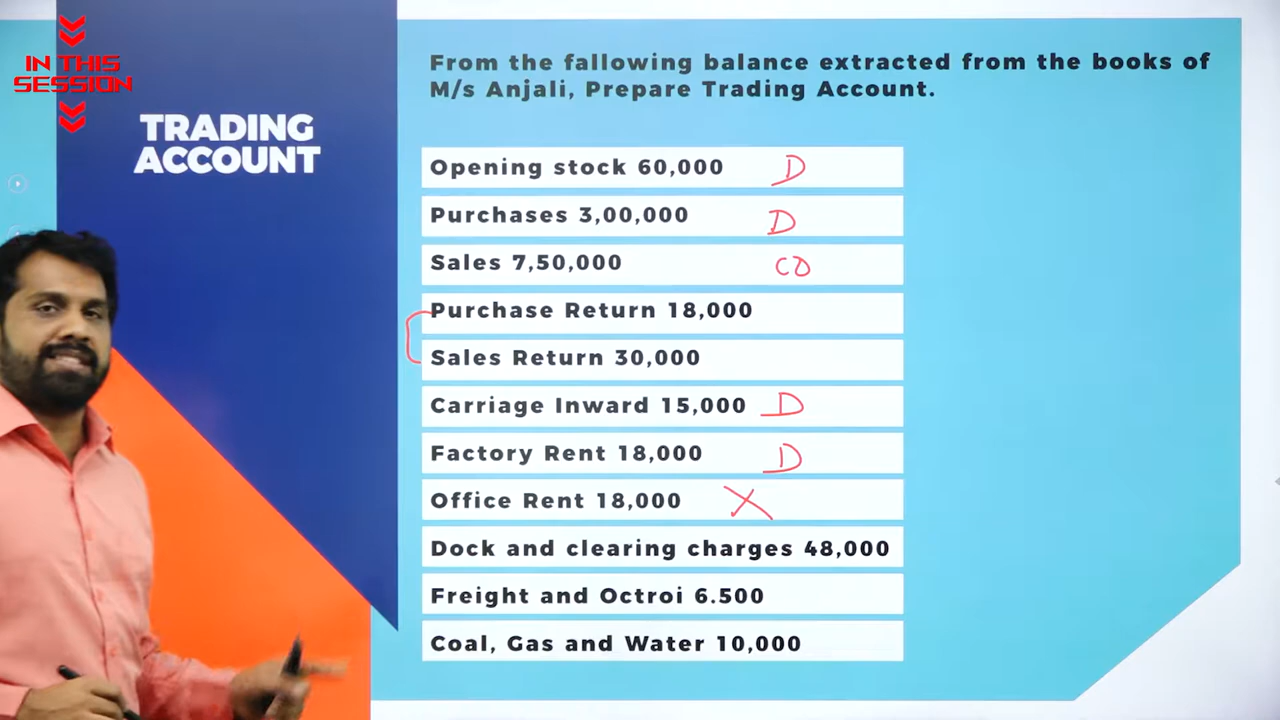 IN THIS
SESSION
TRADING
ACCOUNT
From the fallowing balance extracted from the books of
M/s Anjali, Prepare Trading Account.
Opening stock 60,000 D
Purchases 3,00,000 D
Sales 7,50,000
Purchase Return 18,000
Sales Return 30,000
Carriage Inward 15,000 D
Factory Rent 18,000 D
Office Rent 18,000 X
Dock and clearing charges 48,000
Freight and Octroi 6.500
Coal, Gas and Water 10,000